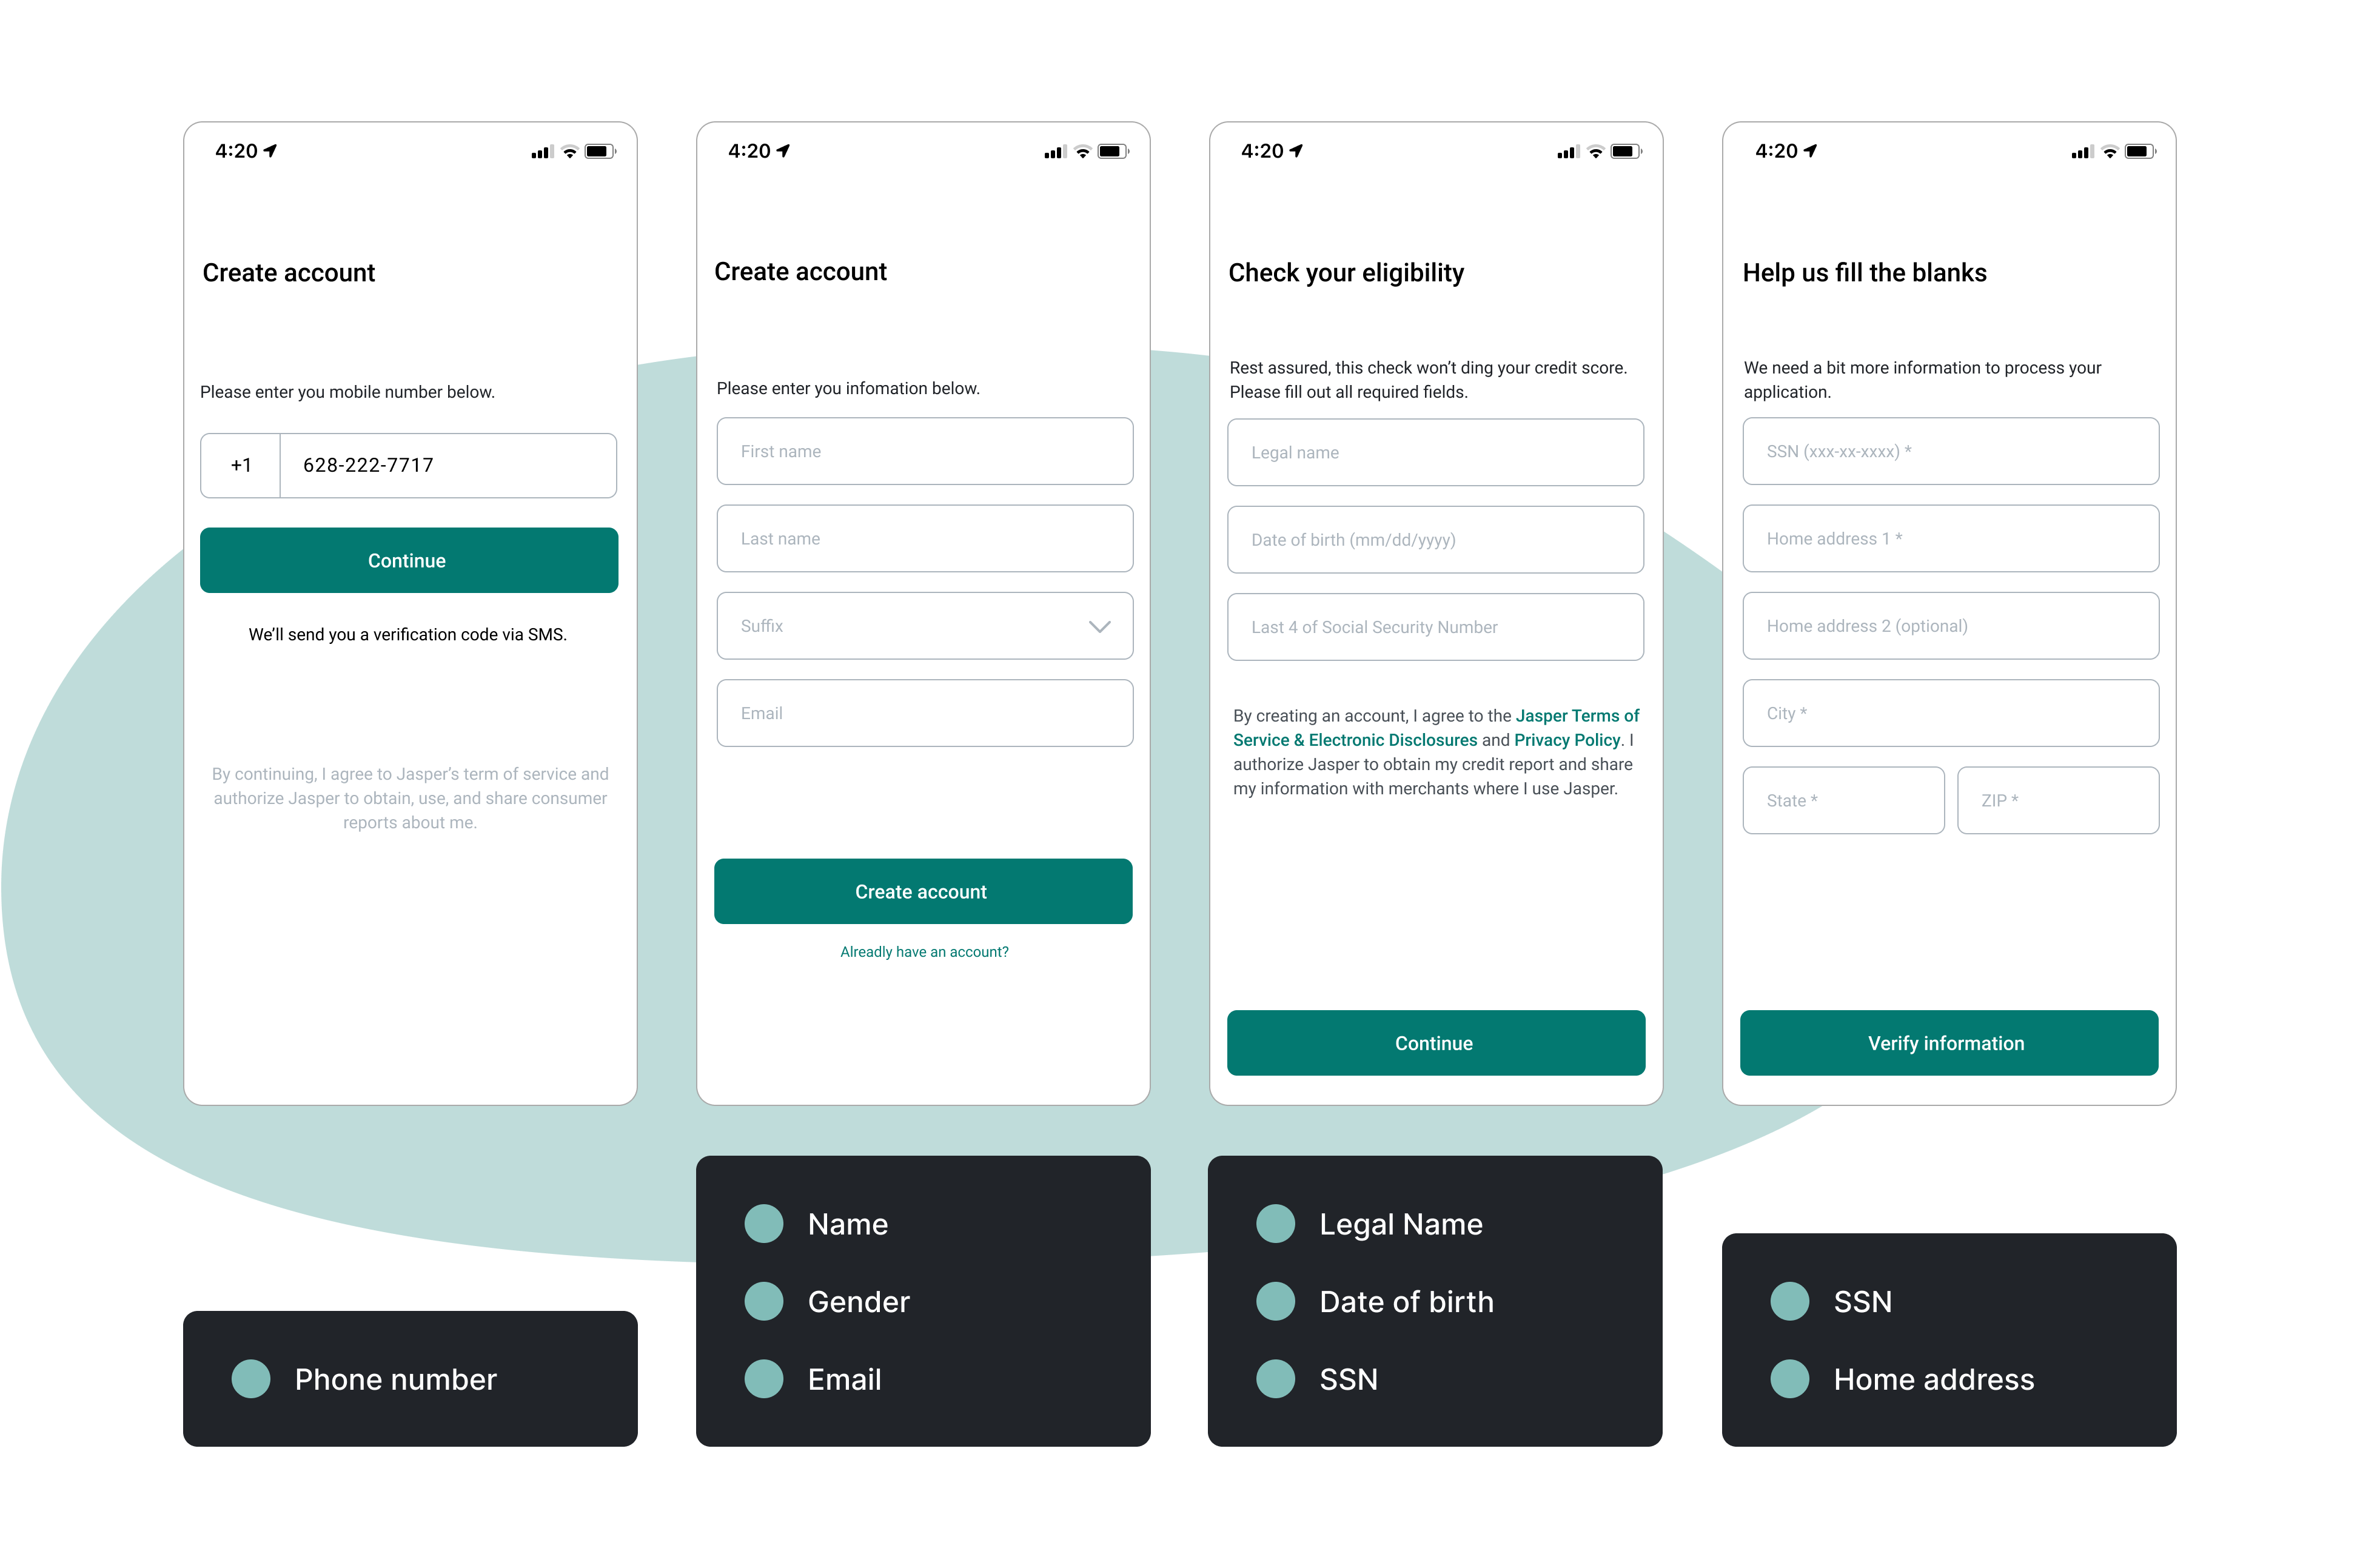 4:20
Create account
Please enter you mobile number below.
+1
628-222-7717
Continue
We'll send you a verification code via SMS.
By continuing, I agree to Jasper's term of service and
authorize Jasper to obtain, use, and share consumer
reports about me.
Phone number
4:20
Create account
Please enter you infomation below.
First name
Last name
Suffix
Email
Create account
Alreadly have an account?
Name
Gender
Email
4:20
Check your eligibility
Rest assured, this check won't ding your credit score.
Please fill out all required fields.
Legal name
Date of birth (mm/dd/yyyy)
Last 4 of Social Security Number
By creating an account, I agree to the Jasper Terms of
Service & Electronic Disclosures and Privacy Policy. I
authorize Jasper to obtain my credit report and share
my information with merchants where I use Jasper.
Continue
Legal Name
Date of birth
SSN
4:20
Help us fill the blanks
We need a bit more information to process your
application.
SSN (xxx-xx-xxxx) *
Home address 1 *
Home address 2 (optional)
City *
State *
ZIP *
Verify information
SSN
Home address